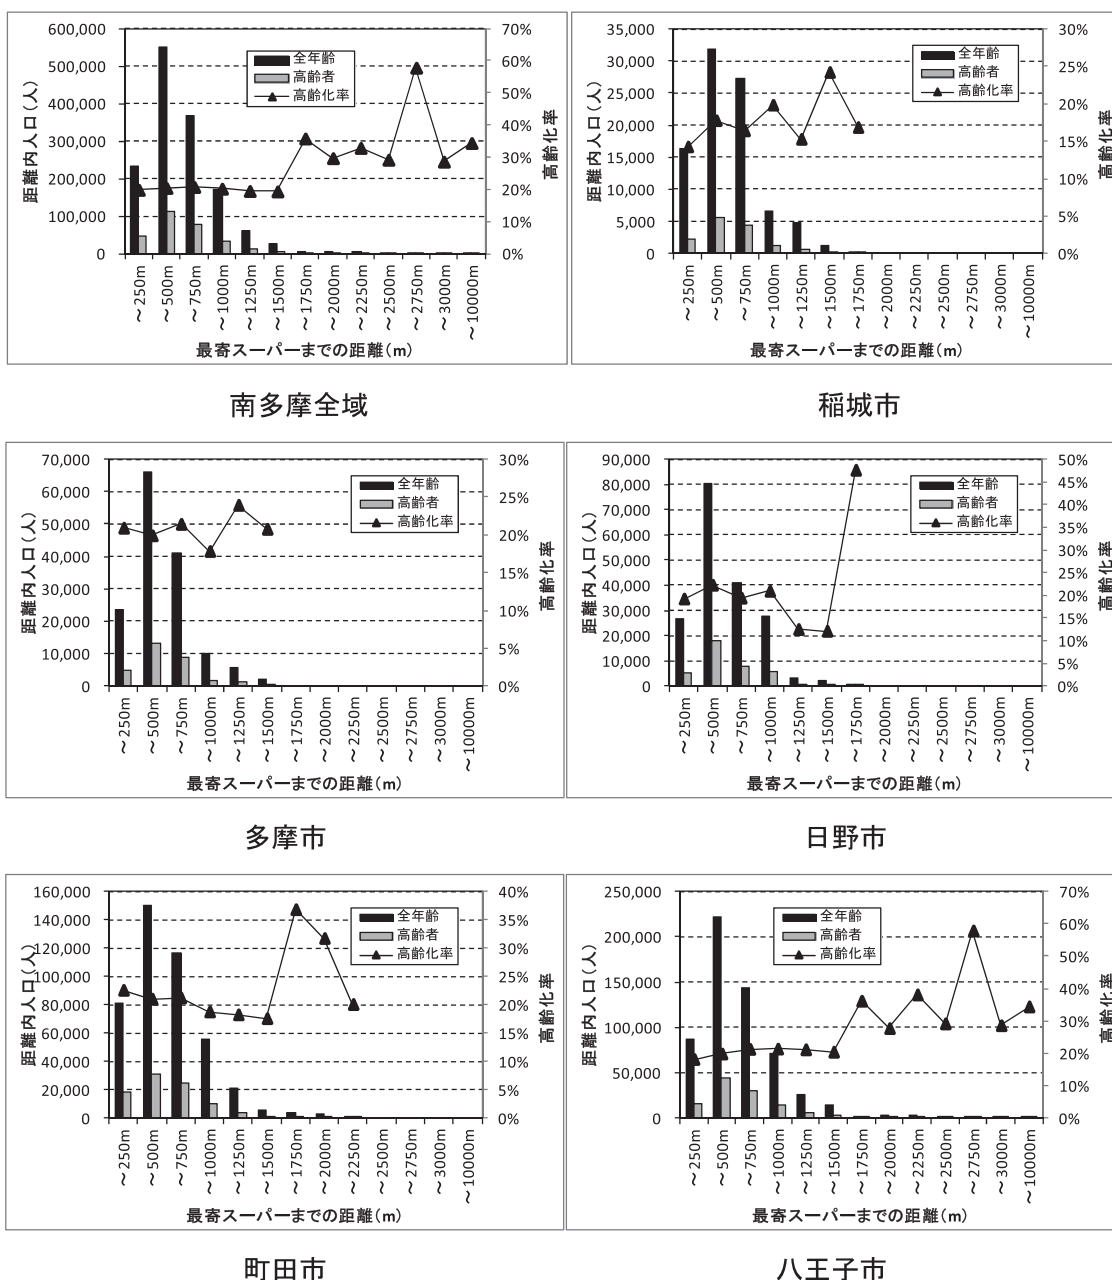 600,000
500,000
400,000
300,000
200,000
100,000
0
距離内人口(人)
70%
60%
50%
40%
30%
20%
10%
0%
高齢化率
全年齢
高齢者
高齢化率
～250m
～500m
～750m
～1000m
～1250m
～1500m
～1750m
～2000m
～2250m
～2500m
～2750m
～3000m
～10000m
最寄スーパーまでの距離(m)
南多摩全域
35,000
30,000
25,000
20,000
15,000
10,000
5,000
0
距離内人口(人)
30%
25%
20%
15%
10%
5%
0%
高齢化率
全年齢
高齢者
高齢化率
～250m
～500m
～750m
～1000m
～1250m
～1500m
～1750m
～2000m
～2250m
～2500m
～2750m
～3000m
～10000m
最寄スーパーまでの距離(m)
稲城市
70,000
60,000
50,000
40,000
30,000
20,000
10,000
0
距離内人口(人)
30%
25%
20%
15%
10%
5%
0%
高齢化率
全年齢
高齢者
高齢化率
～250m
～500m
～750m
～1000m
～1250m
～1500m
～1750m
～2000m
～2250m
～2500m
～2750m
～3000m
～10000m
最寄スーパーまでの距離(m)
多摩市
90,000
80,000
70,000
60,000
50,000
40,000
30,000
20,000
10,000
0
距離内人口(人)
50%
45%
40%
35%
30%
25%
20%
15%
10%
5%
0%
高齢化率
全年齢
高齢者
高齢化率
～250m
～500m
～750m
～1000m
～1250m
～1500m
～1750m
～2000m
～2250m
～2500m
～2750m
～3000m
～10000m
最寄スーパーまでの距離(m)
日野市
160,000
140,000
120,000
100,000
80,000
60,000
40,000
20,000
0
距離内人口(人)
40%
35%
30%
25%
20%
15%
10%
5%
0%
高齢化率
全年齢
高齢者
高齢化率
～250m
～500m
～750m
～1000m
～1250m
～1500m
～1750m
～2000m
～2250m
～2500m
～2750m
～3000m
～10000m
最寄スーパーまでの距離(m)
町田市
250,000
200,000
150,000
100,000
50,000
0
距離内人口(人)
70%
60%
50%
40%
30%
20%
10%
0%
高齢化率
全年齢
高齢者
高齢化率
～250m
～500m
～750m
～1000m
～1250m
～1500m
～1750m
～2000m
～2250m
～2500m
～2750m
～3000m
～10000m
最寄スーパーまでの距離(m)
八王子市